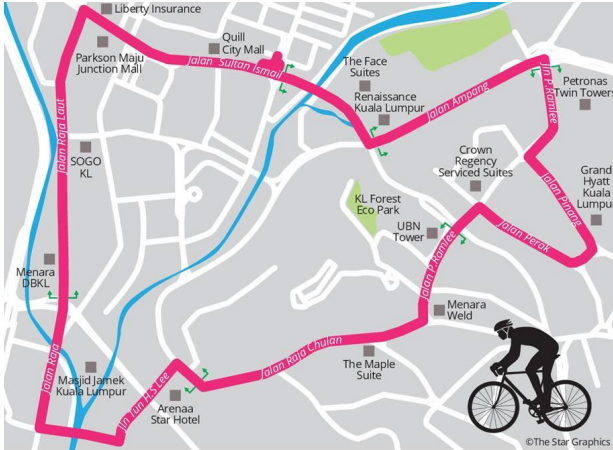 Liberty Insurance
Parkson Maju
Junction Mall
Quill
City Mall
Jalan Sultan Ismail
The Face
Suites
Renaissance
Kuala Lumpur
Jalan Ampang
Jln P Ramlee
Petronas
Twin Towers
Jalan Raja Laut
SOGO
KL
Crown
Regency
Serviced Suites
Jalan Pinang
Grand
Hyatt
Kuala
Lumpur
KL Forest
Eco Park
UBN
Tower
Jalan P Ramlee
Jalan Perak
Menara
DBKL
Menara
Weld
Jalan Raja
Masjid Jamek
Kuala Lumpur
Jln Tun H.S Lee
Arenaa
Star Hotel
Jalan Raja Chulan
The Maple
Suite
©The Star Graphics